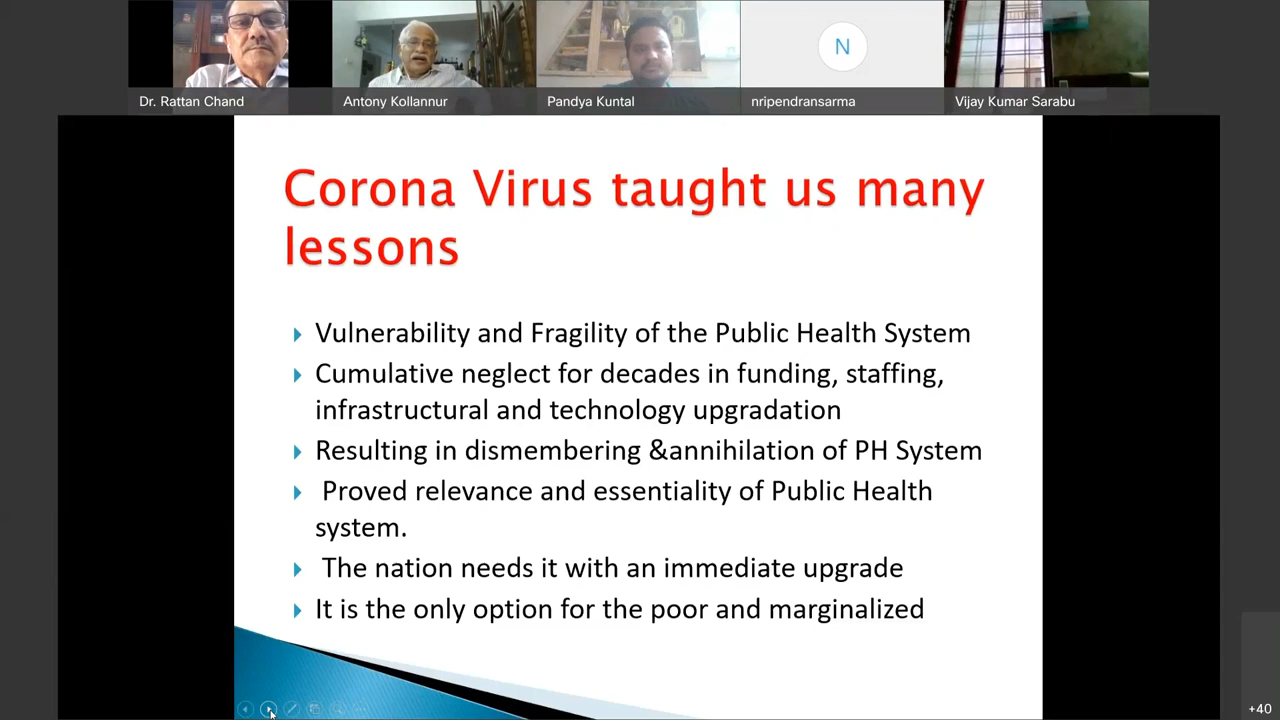 Dr. Rattan Chand
Antony Kollannur
Pandya Kuntal
N
nripendransarma
Vijay Kumar Sarabu
Corona Virus taught us many
lessons
Vulnerability and Fragility of the Public Health System
Cumulative neglect for decades in funding, staffing,
infrastructural and technology upgradation
Resulting in dismembering &annihilation of PH System
Proved relevance and essentiality of Public Health
system.
The nation needs it with an immediate upgrade
It is the only option for the poor and marginalized
+40